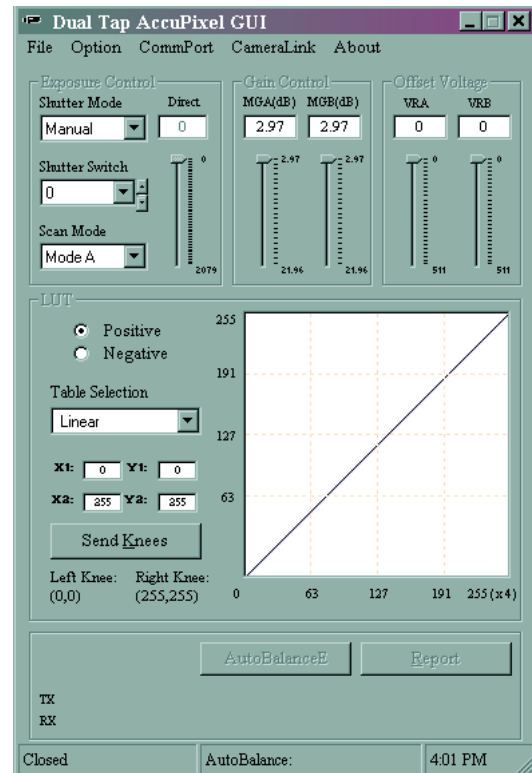 Dual Tap AccuPixel GUI
File Option CommPort CameraLink About
Exposure Control
Shutter Mode Direct
Manual 0
Shutter Switch
0
Scan Mode
Mode A
0
2079
Gain Control
MGA(dB) MGB(dB)
2.97 2.97
2.97 2.97
21.96 21.96
Offset Voltage
VRA VRB
0 0
0 0
511 511
LUT
Positive
Negative
Table Selection
Linear
X1: 0 Y1: 0
X2: 255 Y2: 255
Send Knees
Left Knee: Right Knee:
(0,0) (255,255)
255
191
127
63
0 63 127 191 255(x4)
AutoBalanceE Report
TX
RX
Closed AutoBalance: 4:01 PM